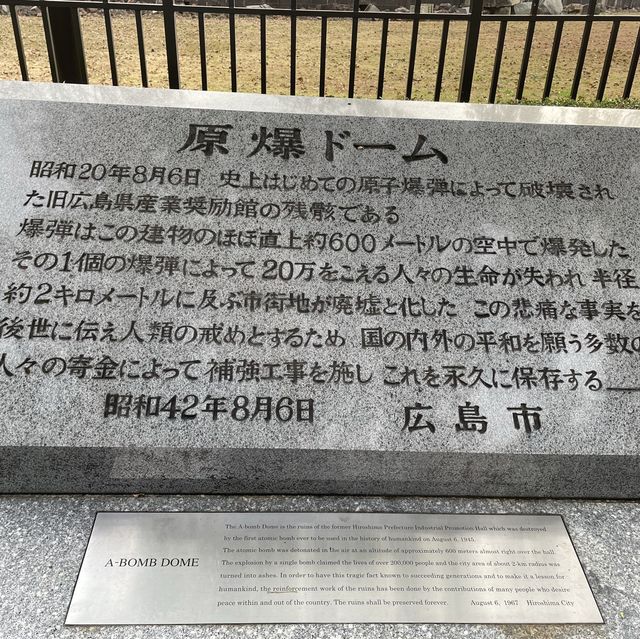 原爆ドーム
昭和20年8月6日 史上はじめての原子爆弾によって破壊され
た旧広島県産業奨励館の残骸である
爆弾はこの建物のほぼ直上約600メートルの空中で爆発した
その1個の爆弾によって20万をこえる人々の生命が失われ 半径
約2キロメートルに及ぶ市街地が廃墟と化した この悲痛な事実を
後世に伝え人類の戒めとするため 国の内外の平和を願う多数の
人々の寄金によって補強工事を施し これを永久に保存する
昭和42年8月6日 広島市
A-BOMB DOME
The A-bomb Dome is the ruins of the former Hiroshima Prefecture Industrial Promotion Hall which was destroyed
by the first atomic bomb ever to be used in the history of humankind on August 6, 1945.
The atomic bomb was detonated in the air at an altitude of approximately 600 meters almost right over the hall.
The explosion by a single bomb claimed the lives of over 200,000 people and the city area of about 2-km radius was
turned into ashes. In order to have this tragic fact known to succeeding generations and to make it a lesson for
humankind, the reinforcement work of the ruins has been done by the contributions of many people who desire
peace within and out of the country. The ruins shall be preserved forever. August 6, 1967 Hiroshima City